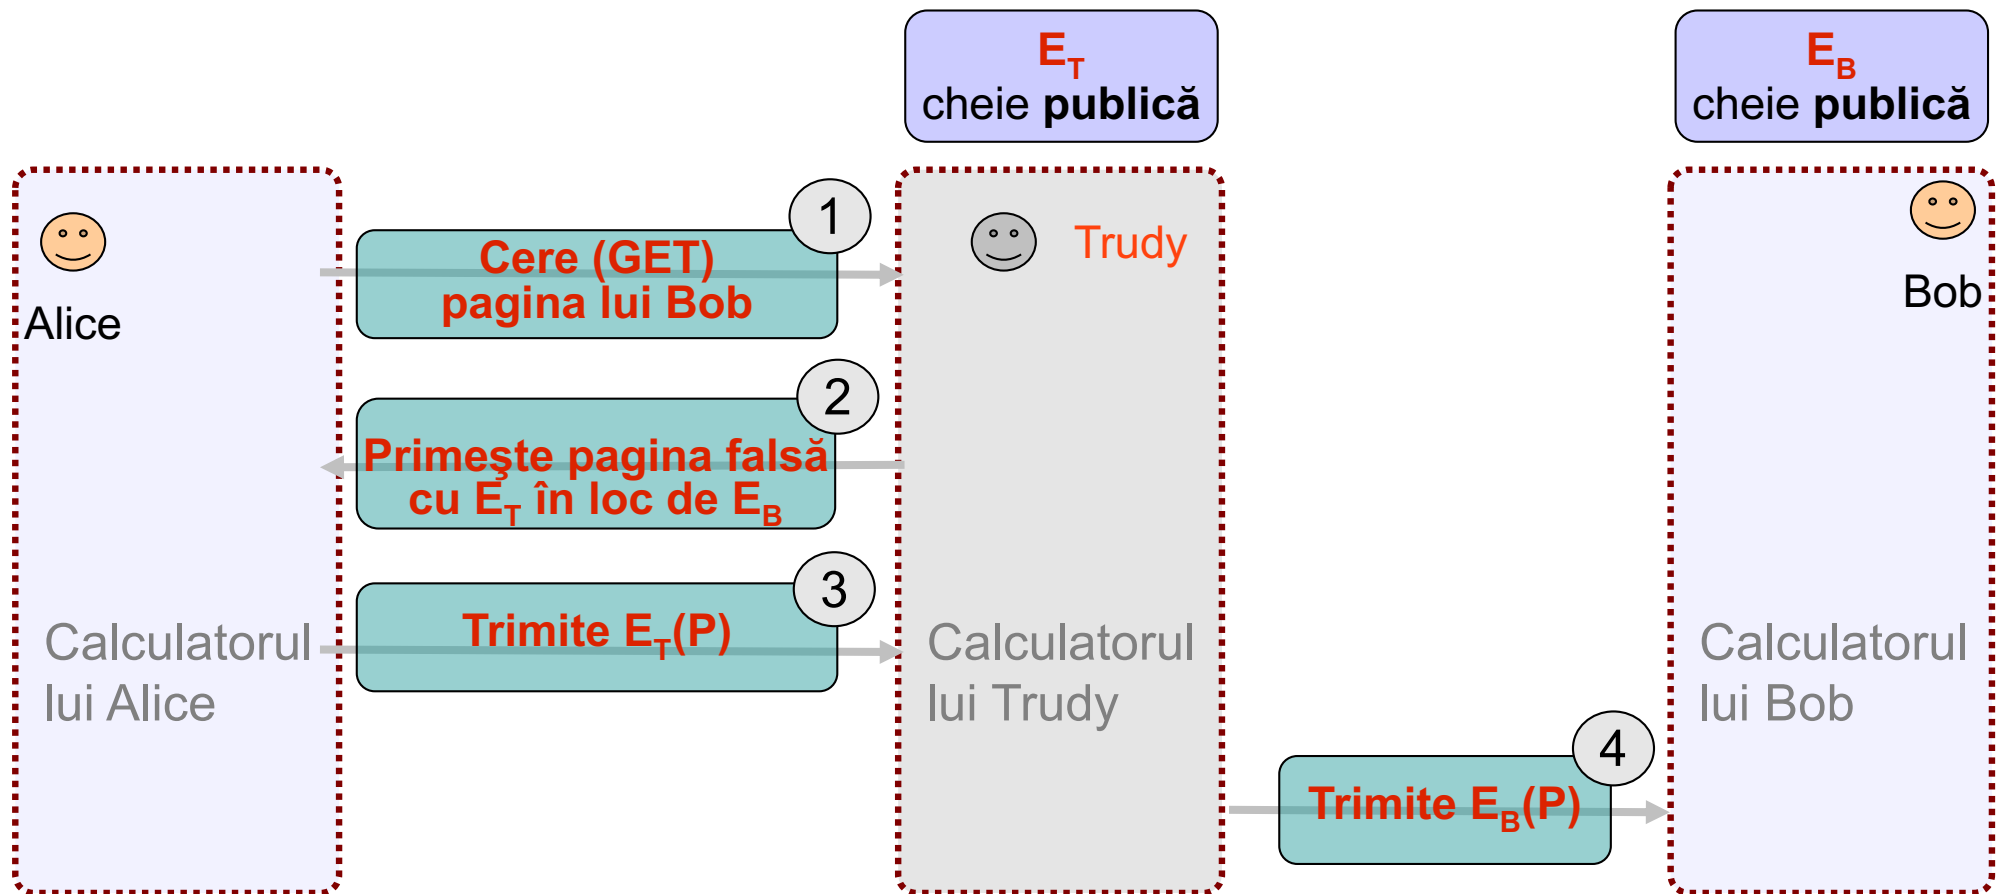 E_T
cheie publică
E_B
cheie publică
Alice
1
Cere (GET)
pagina lui Bob
Trudy
Bob
2
Primeşte pagina falsă
cu E_T în loc de E_B
3
Trimite E_T(P)
Calculatorul
lui Alice
Calculatorul
lui Trudy
Calculatorul
lui Bob
4
Trimite E_B(P)